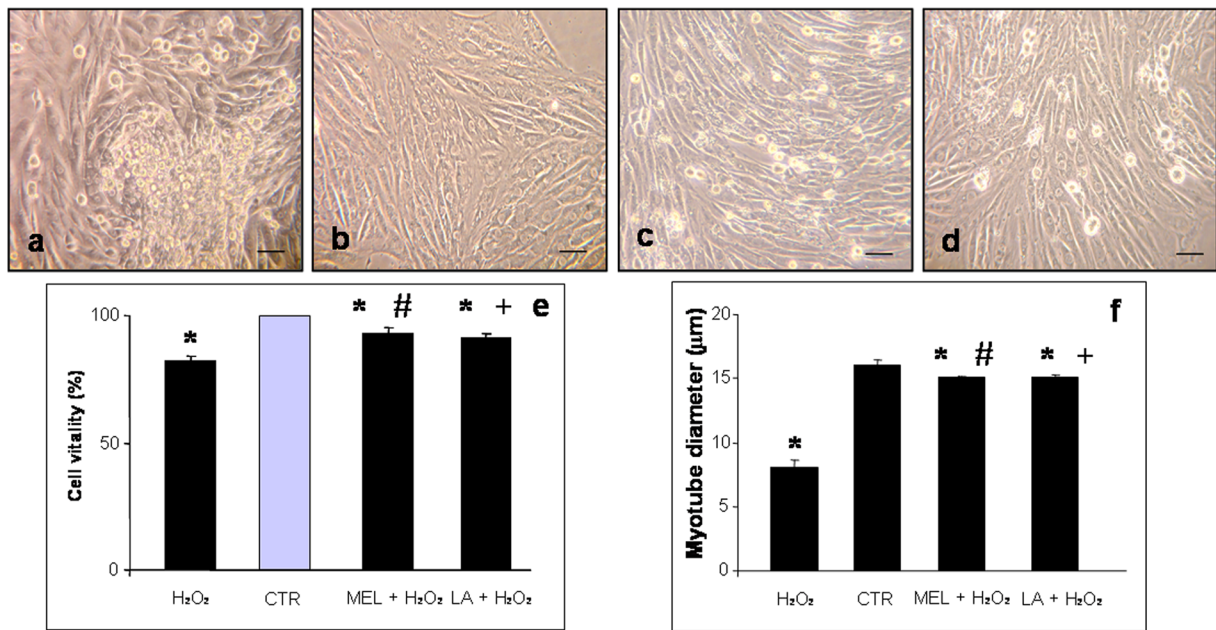 a
b
c
d
e
* # * +
*
100
50
0
Cell vitality (%)
H₂O₂ CTR MEL + H₂O₂ LA + H₂O₂
f
20
15
10
5
0
* # * +
*
Myotube diameter (μm)
H₂O₂ CTR MEL + H₂O₂ LA + H₂O₂